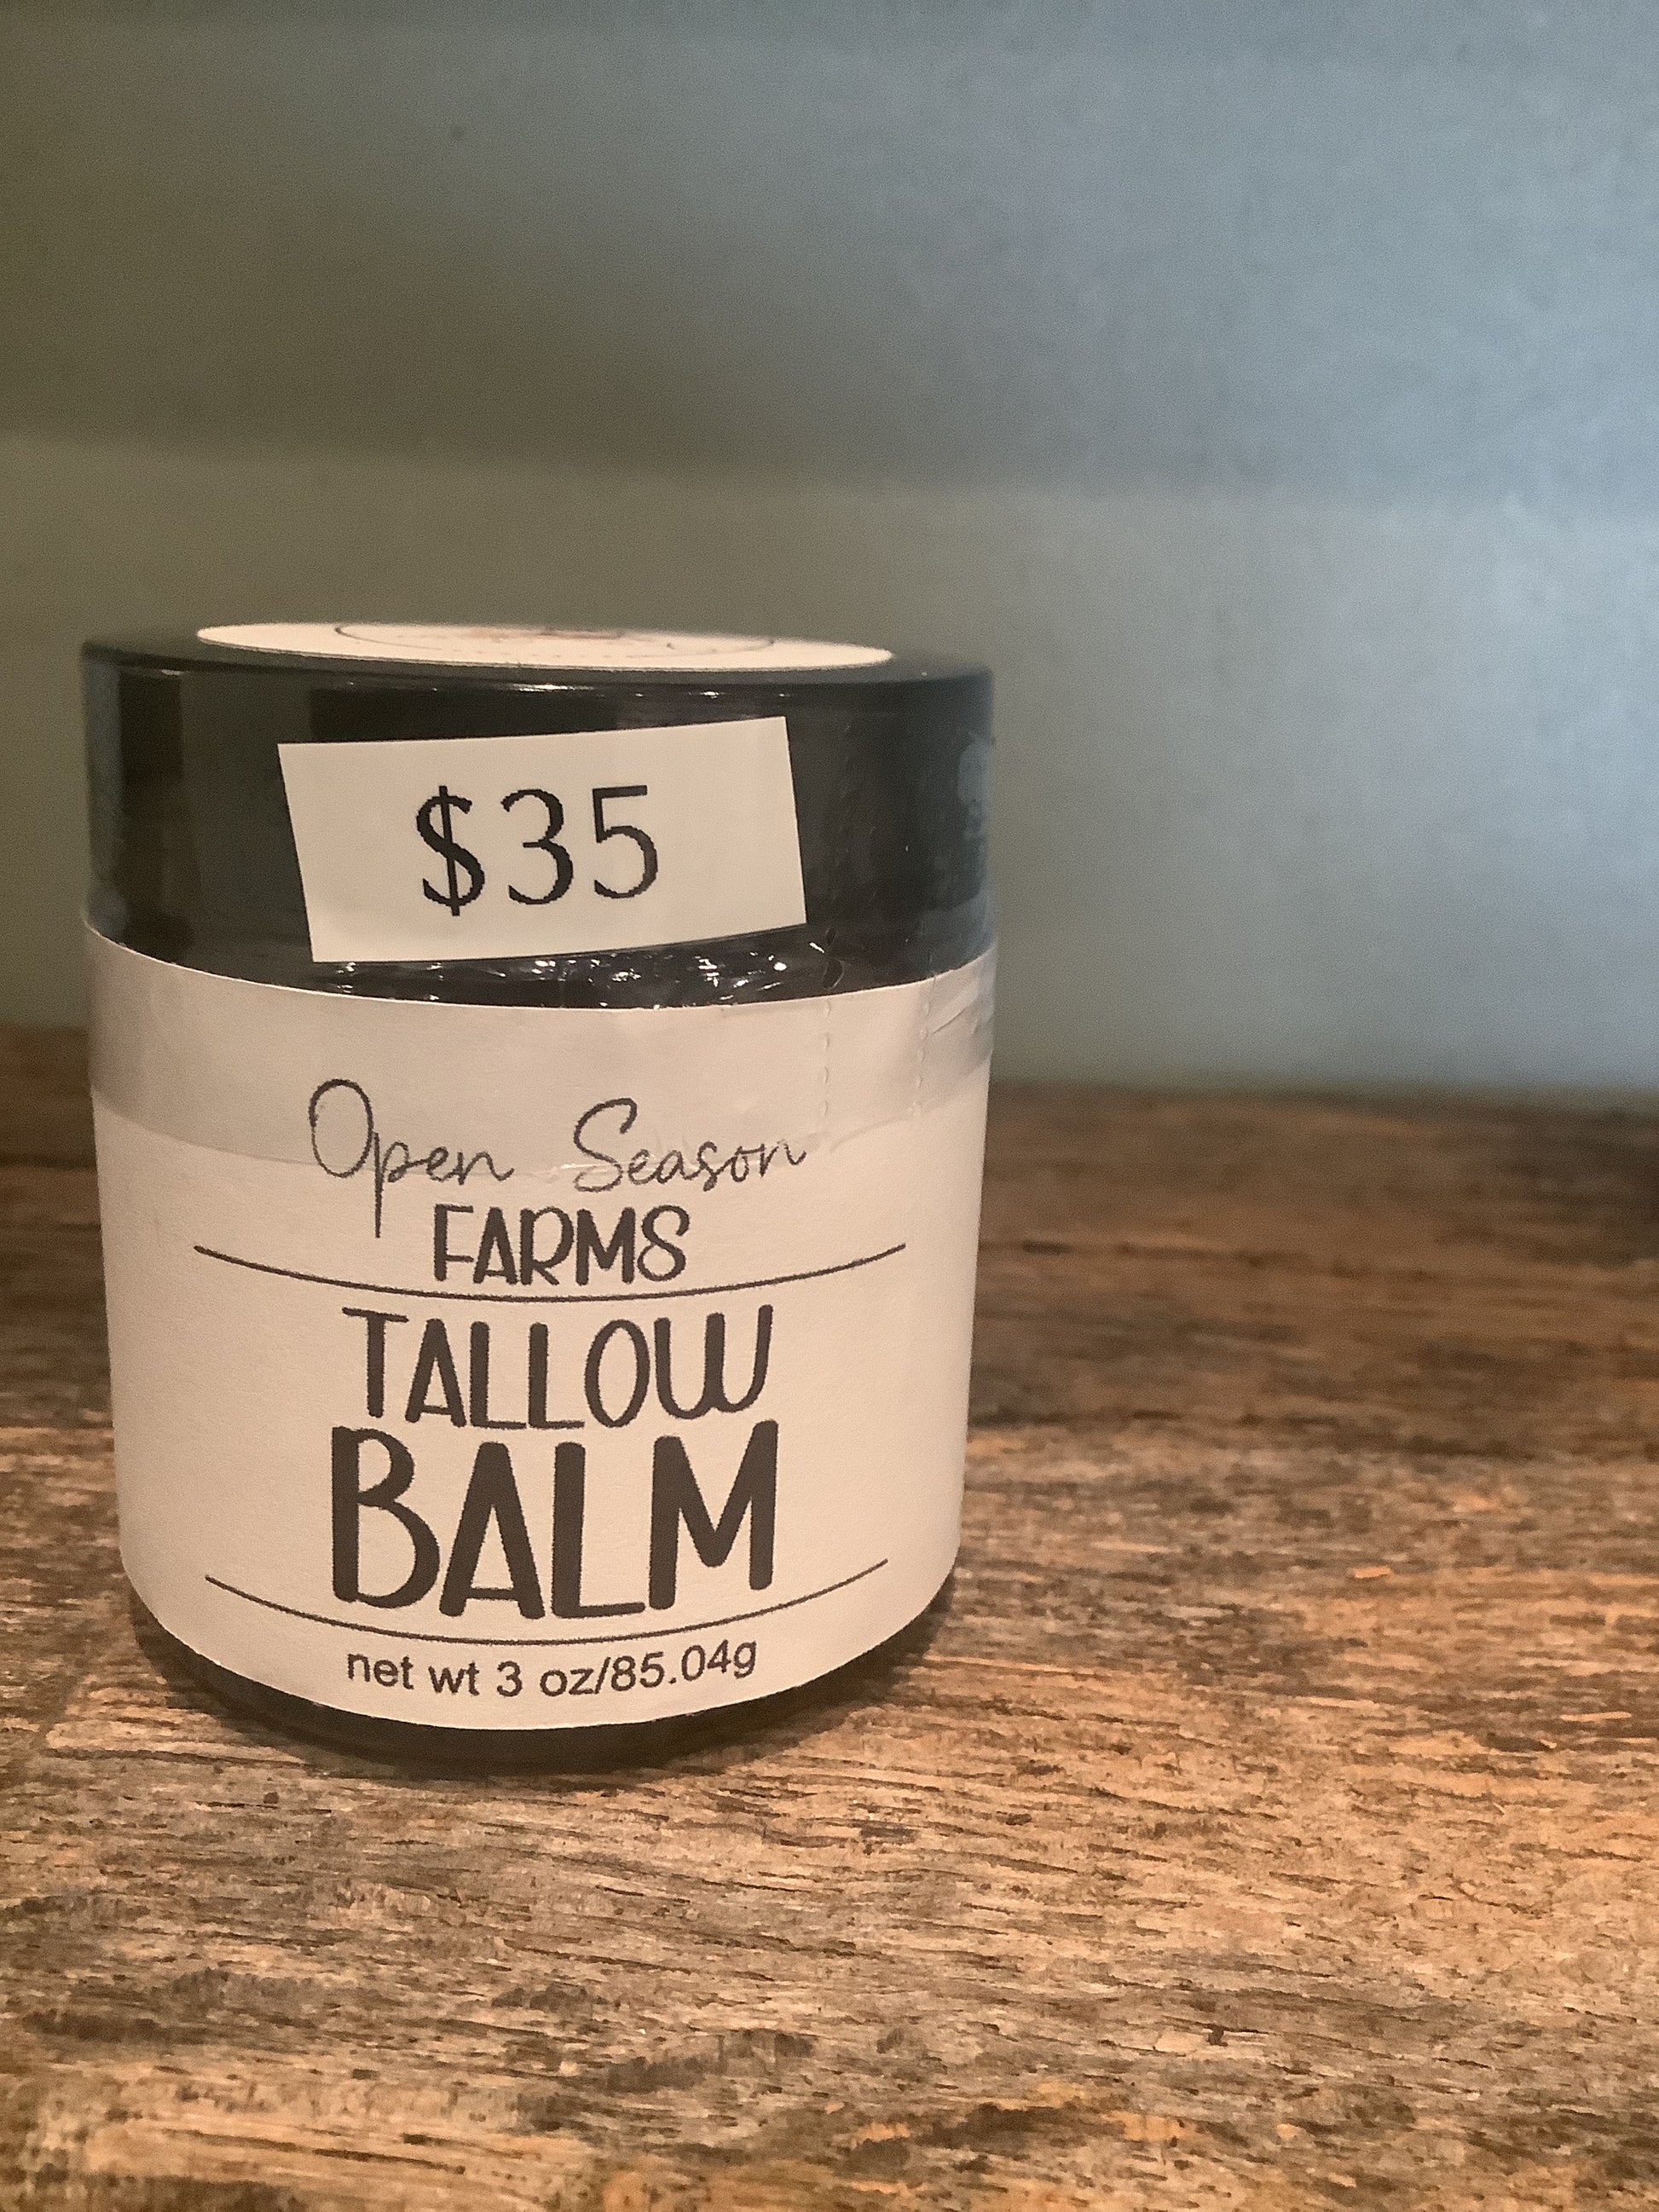 $35
Open Season
FARMS
TALLOW
BALM
net wt 3 oz/85.04g